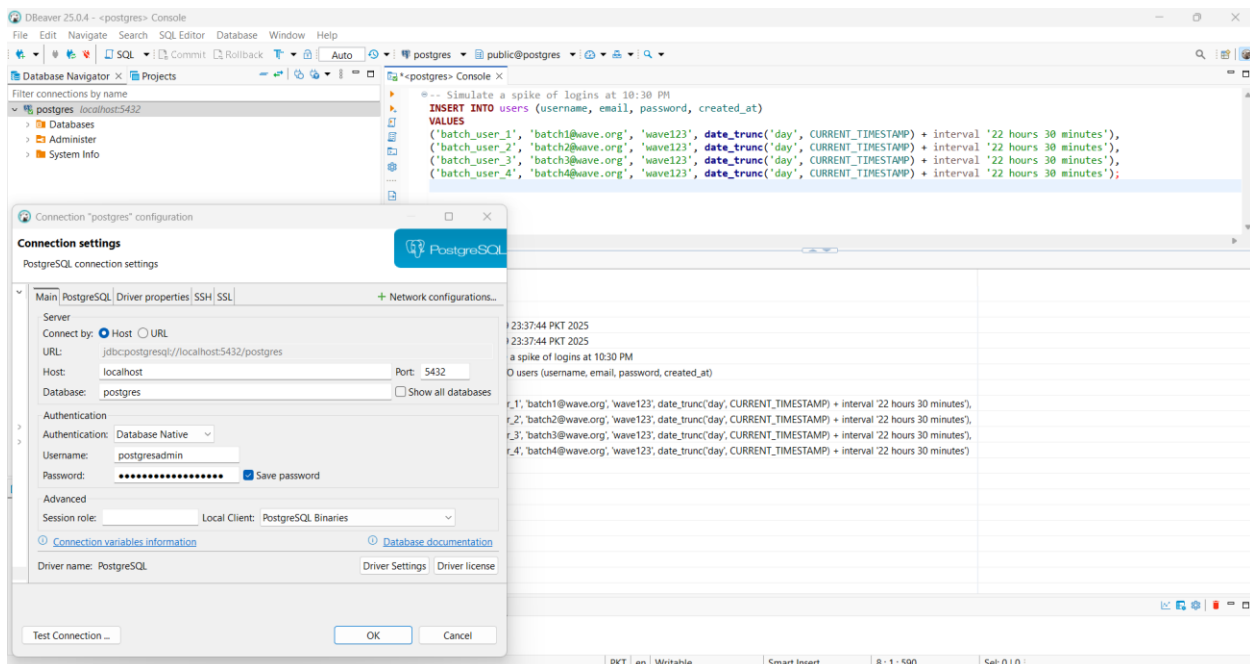 DBeaver 25.0.4 - <postgres> Console
File Edit Navigate Search SQL Editor Database Window Help
SQL Commit Rollback Auto postgres public@postgres
Database Navigator Projects
*<postgres> Console
Filter connections by name
postgres localhost:5432
Databases
Administer
System Info
-- Simulate a spike of logins at 10:30 PM
INSERT INTO users (username, email, password, created_at)
VALUES
('batch_user_1', 'batch1@wave.org', 'wave123', date_trunc('day', CURRENT_TIMESTAMP) + interval '22 hours 30 minutes'),
('batch_user_2', 'batch2@wave.org', 'wave123', date_trunc('day', CURRENT_TIMESTAMP) + interval '22 hours 30 minutes'),
('batch_user_3', 'batch3@wave.org', 'wave123', date_trunc('day', CURRENT_TIMESTAMP) + interval '22 hours 30 minutes'),
('batch_user_4', 'batch4@wave.org', 'wave123', date_trunc('day', CURRENT_TIMESTAMP) + interval '22 hours 30 minutes');
Connection "postgres" configuration
Connection settings
PostgreSQL
PostgreSQL connection settings
Main PostgreSQL Driver properties SSH SSL
+ Network configurations...
Server
Connect by: Host URL
URL: jdbc:postgresql://localhost:5432/postgres
Host: localhost Port: 5432
Database: postgres Show all databases
Authentication
Authentication: Database Native
Username: postgresadmin
Password: •••••••••••••••••• Save password
Advanced
Session role: Local Client: PostgreSQL Binaries
Connection variables information
Database documentation
Driver name: PostgreSQL
Driver Settings Driver license
Test Connection ...
OK Cancel
23:37:44 PKT 2025
23:37:44 PKT 2025
a spike of logins at 10:30 PM
O users (username, email, password, created_at)
r_1', 'batch1@wave.org', 'wave123', date_trunc('day', CURRENT_TIMESTAMP) + interval '22 hours 30 minutes'),
r_2', 'batch2@wave.org', 'wave123', date_trunc('day', CURRENT_TIMESTAMP) + interval '22 hours 30 minutes'),
r_3', 'batch3@wave.org', 'wave123', date_trunc('day', CURRENT_TIMESTAMP) + interval '22 hours 30 minutes'),
r_4', 'batch4@wave.org', 'wave123', date_trunc('day', CURRENT_TIMESTAMP) + interval '22 hours 30 minutes')
PKT en Writable Smart Insert 8 : 1 : 590 Sel: 0 | 0